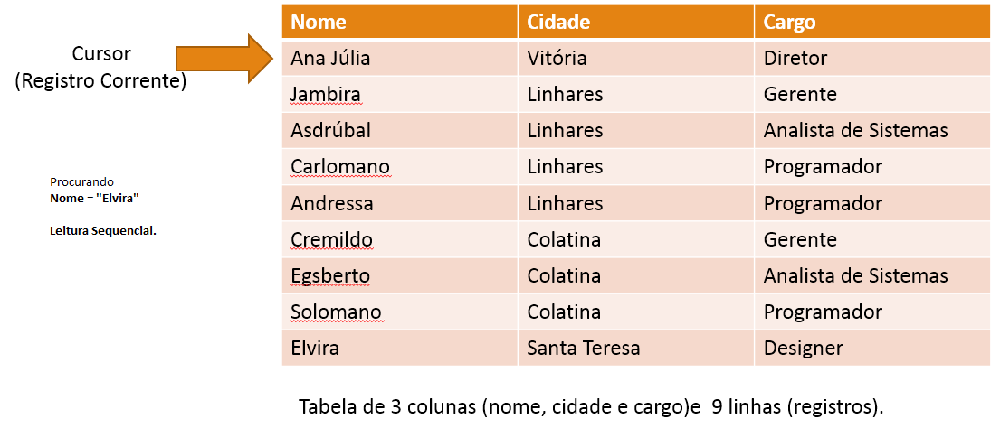 Cursor
(Registro Corrente)
Procurando
Nome = "Elvira"
Leitura Sequencial.
Nome Cidade Cargo
Ana Júlia Vitória Diretor
Jambira Linhares Gerente
Asdrúbal Linhares Analista de Sistemas
Carlomano Linhares Programador
Andressa Linhares Programador
Cremildo Colatina Gerente
Egsberto Colatina Analista de Sistemas
Solomano Colatina Programador
Elvira Santa Teresa Designer
Tabela de 3 colunas (nome, cidade e cargo)e 9 linhas (registros).